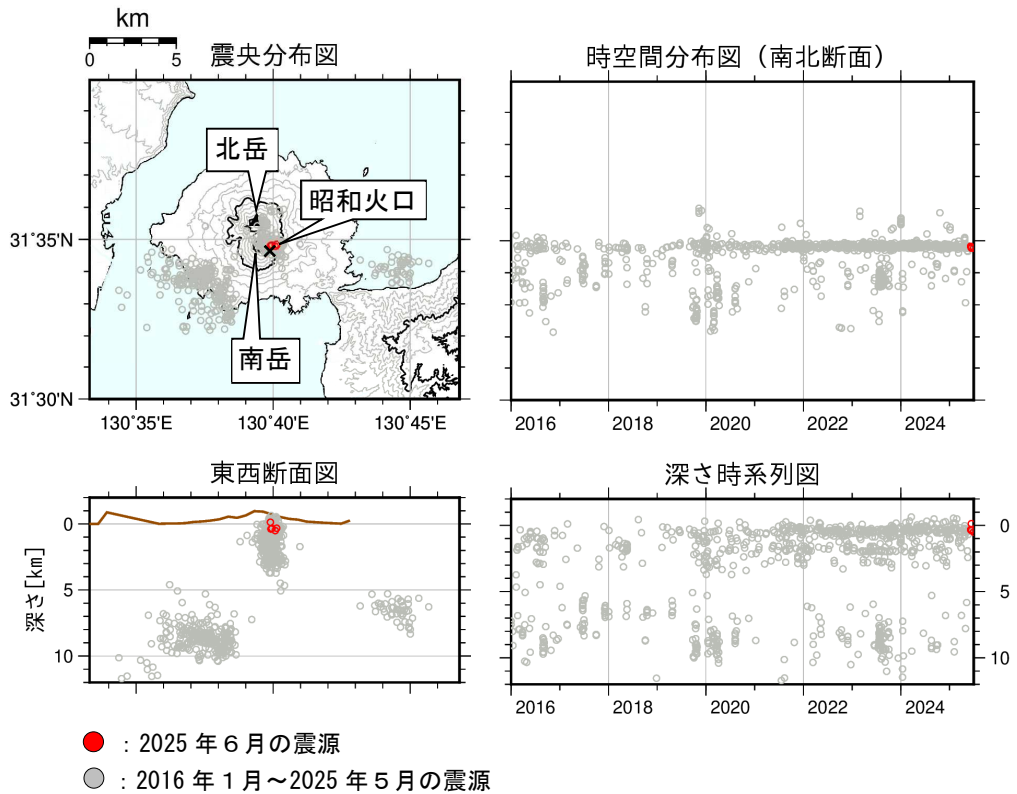 km
0 5
震央分布図
北岳
昭和火口
南岳
31˚35'N
31˚30'N
130˚35'E 130˚40'E 130˚45'E
時空間分布図（南北断面）
2016 2018 2020 2022 2024
東西断面図
深さ[km]
0
5
10
深さ時系列図
0
5
10
2016 2018 2020 2022 2024
：2025 年６月の震源
：2016 年１月～2025 年５月の震源